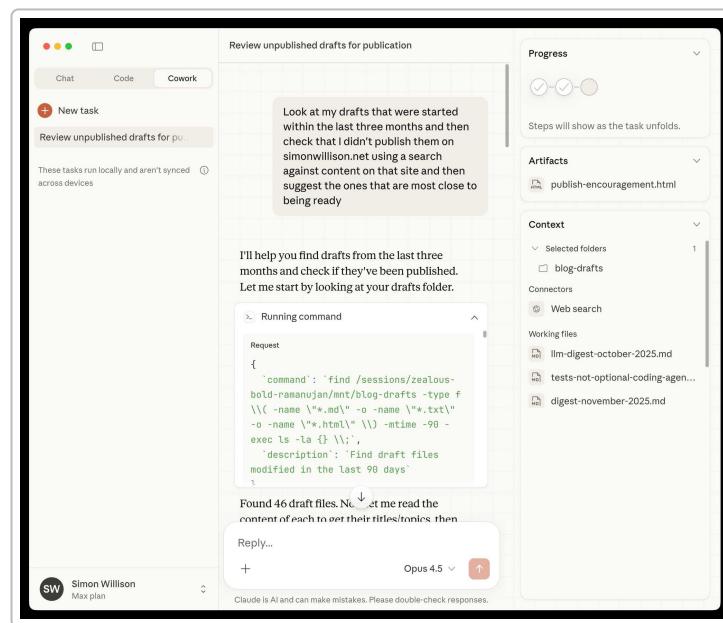 Chat
Code
Cowork
New task
Review unpublished drafts for pu...
These tasks run locally and aren't synced
across devices
SW
Simon Willison
Max plan
Review unpublished drafts for publication
Look at my drafts that were started
within the last three months and then
check that I didn't publish them on
simonwillison.net using a search
against content on that site and then
suggest the ones that are most close to
being ready
I'll help you find drafts from the last three
months and check if they've been published.
Let me start by looking at your drafts folder.
Running command
Request
{
`command`: `find /sessions/zealous-
bold-ramanujan/mnt/blog-drafts -type f
\\( -name \"*.md\" -o -name \"*.txt\"
-o -name \"*.html\" \\) -mtime -90 -
exec ls -la {} \\;`,
`description`: `Find draft files
modified in the last 90 days`
}
Found 46 draft files. Now let me read the
content of each to get their titles/topics, then
Reply...
Opus 4.5
Claude is AI and can make mistakes. Please double-check responses.
Progress
Steps will show as the task unfolds.
Artifacts
HTML
publish-encouragement.html
Context
Selected folders
1
blog-drafts
Connectors
Web search
Working files
MD
llm-digest-october-2025.md
MD
tests-not-optional-coding-agen...
MD
digest-november-2025.md